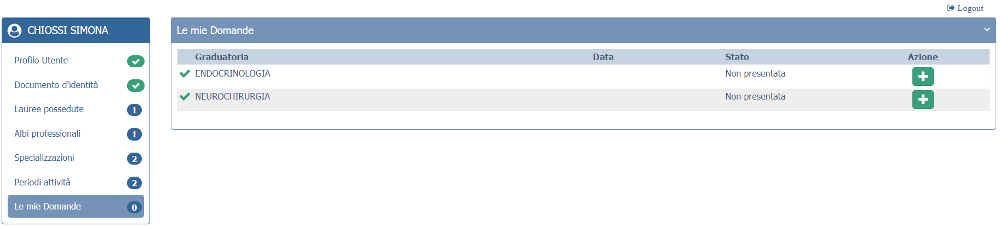 Logout
CHIOSSI SIMONA
Profilo Utente
Documento d'identità
Lauree possedute 1
Albi professionali 1
Specializzazioni 2
Periodi attività 2
Le mie Domande 0
Le mie Domande
Graduatoria Data Stato Azione
ENDOCRINOLOGIA Non presentata
NEUROCHIRURGIA Non presentata